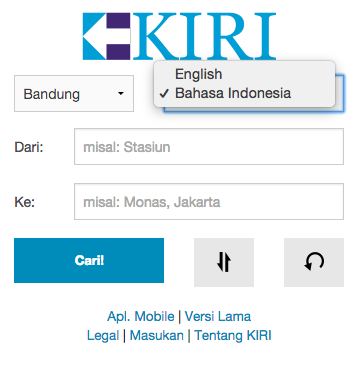 KIRI
Bandung
English
✓ Bahasa Indonesia
Dari:
misal: Stasiun
Ke:
misal: Monas, Jakarta
Cari!
Apl. Mobile | Versi Lama
Legal | Masukan | Tentang KIRI